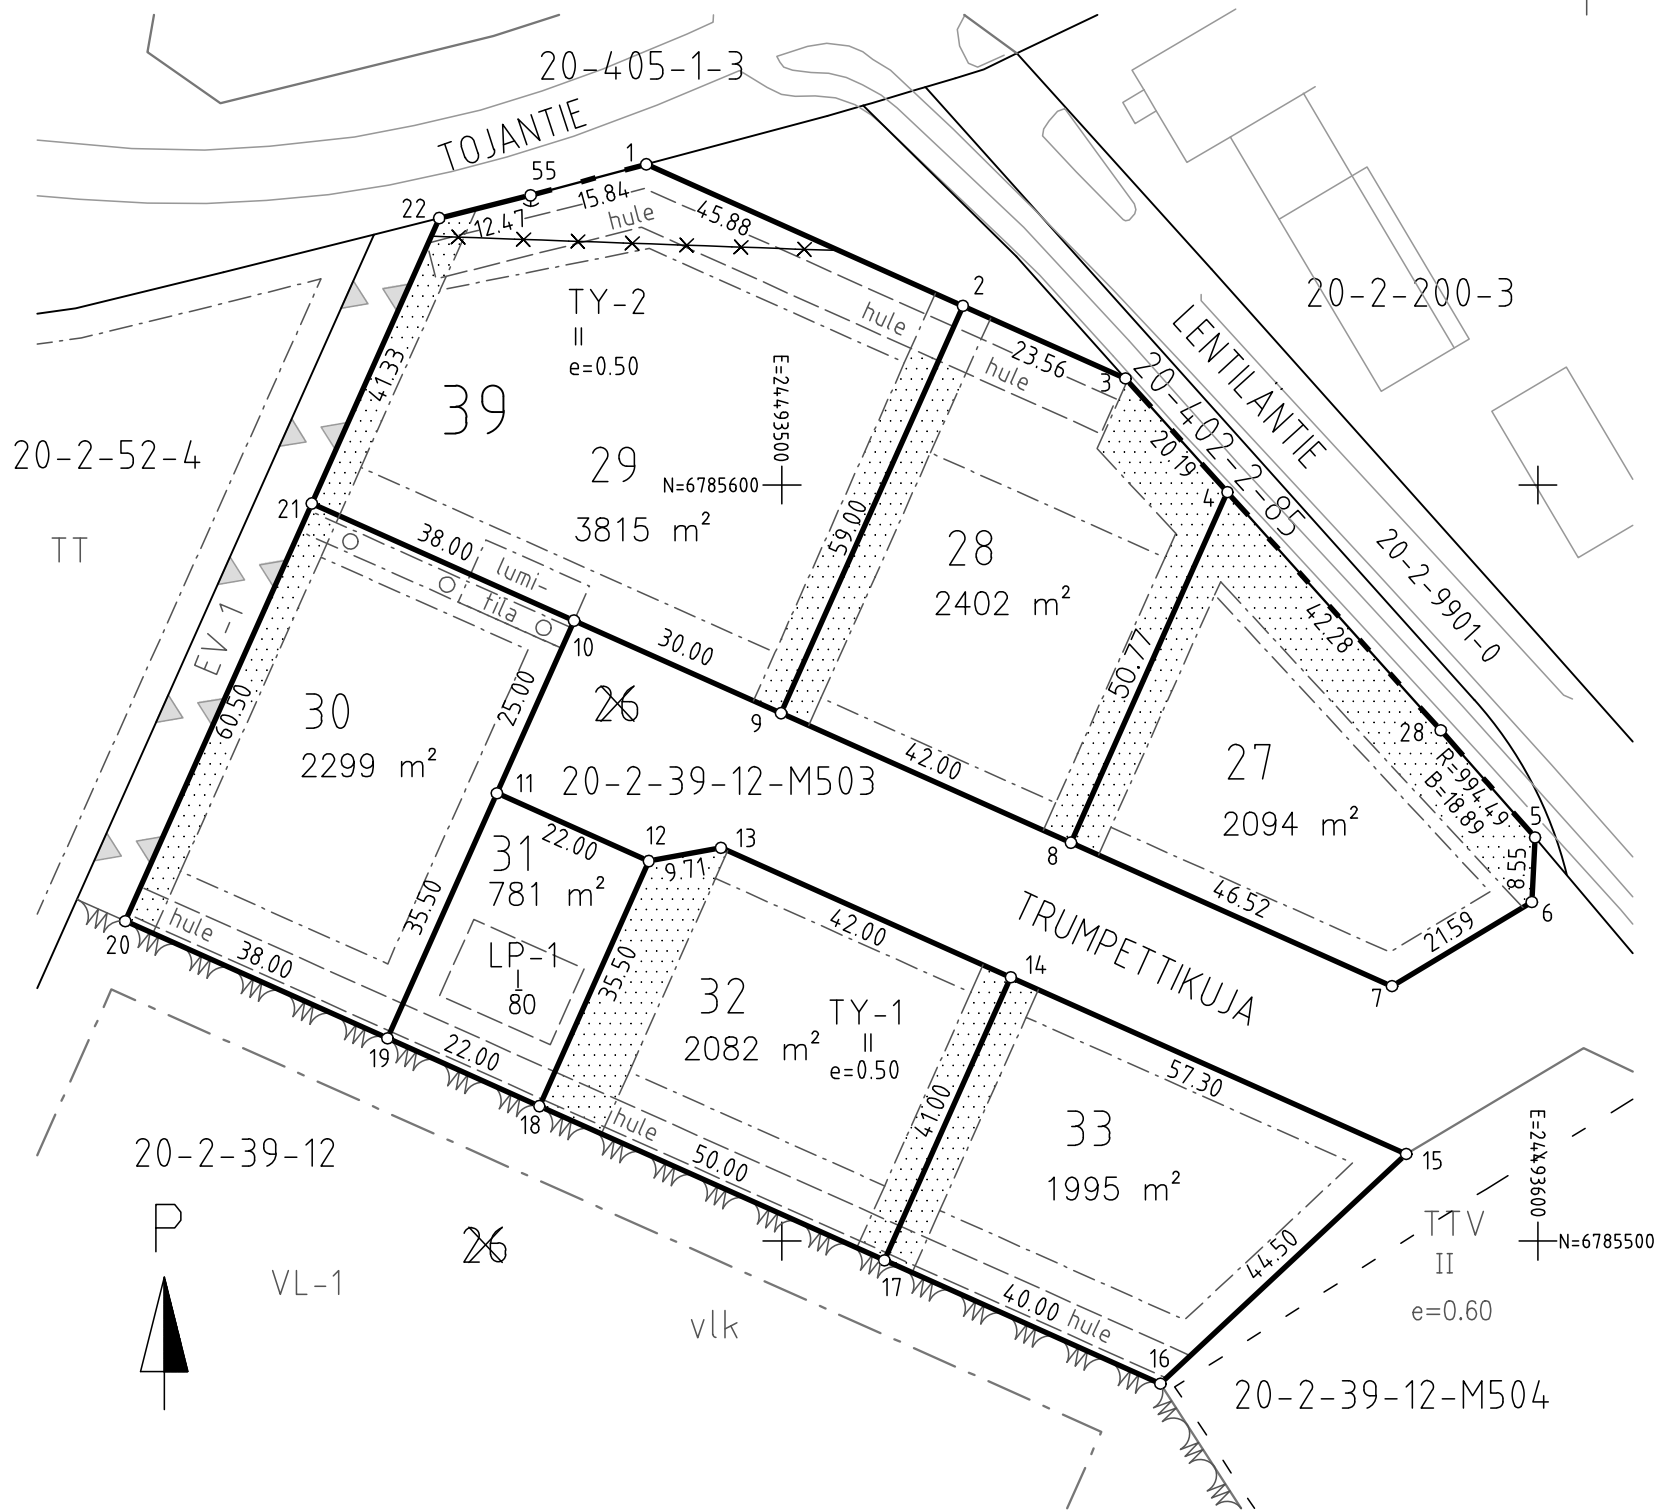 20-405-1-3
TOJANTIE
55
1
22
12.47
15.84
hule
45.88
2
TY-2
II
e=0.50
hule
23.56
hule
3
20-2-200-3
LENTILANTIE
20-402-2-85
E=24493500
N=6785600
41.33
39
29
3815 m²
20-2-52-4
TT
21
38.00
lumi-
fila
59.00
28
2402 m²
20.19
4
20-2-9901-0
42.28
EV-1
60.50
10
30.00
26
9
25.00
30
2299 m²
50.77
27
2094 m²
28
R=994.49
B=18.89
5
8.55
6
20-2-39-12-M503
42.00
11
22.00
12
9.71
13
8
46.52
21.59
7
31
781 m²
LP-1
I
80
35.50
35.50
42.00
TRUMPETTIKUJA
14
20
hule
38.00
19
22.00
18
32
2082 m²
TY-1
II
e=0.50
41.00
57.30
33
1995 m²
15
44.50
hule
50.00
17
40.00
hule
16
20-2-39-12
P
26
VL-1
vlk
E=24493600
N=6785500
TTV
II
e=0.60
20-2-39-12-M504